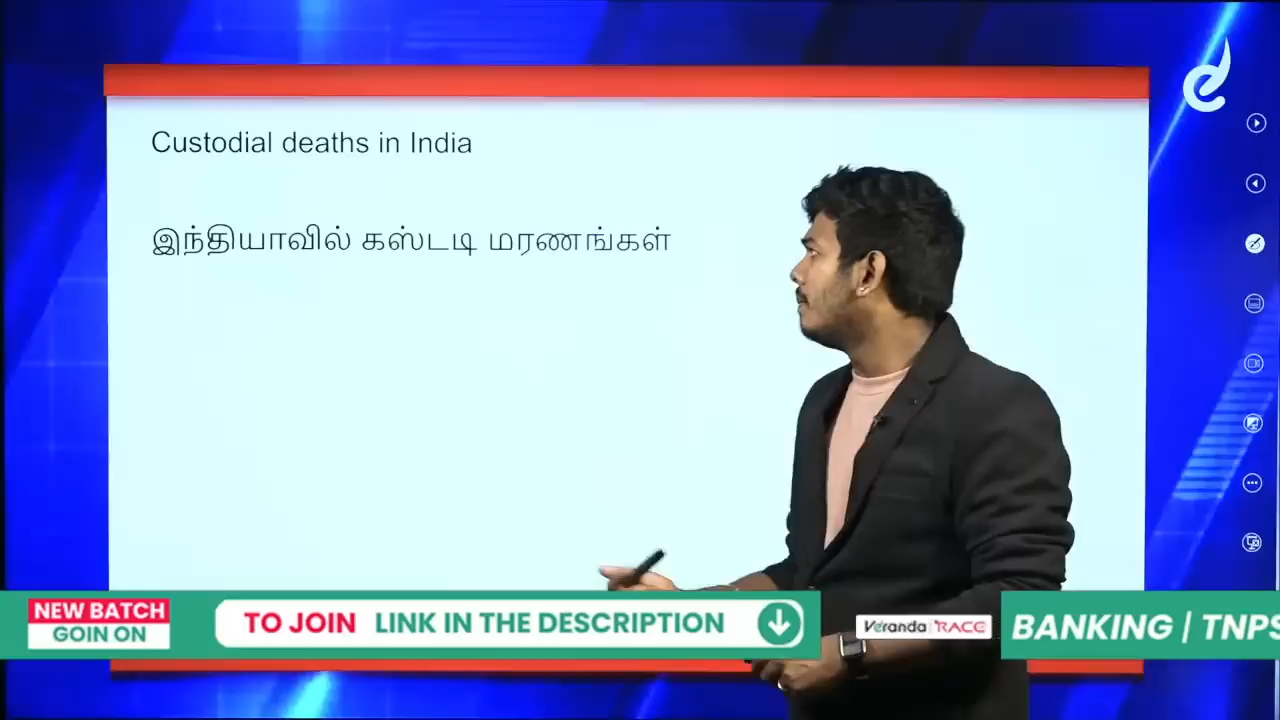 Custodial deaths in India
இந்தியாவில் கஸ்டடி மரணங்கள்
NEW BATCH
GOIN ON
TO JOIN LINK IN THE DESCRIPTION
Veranda RACE
BANKING | TNPS